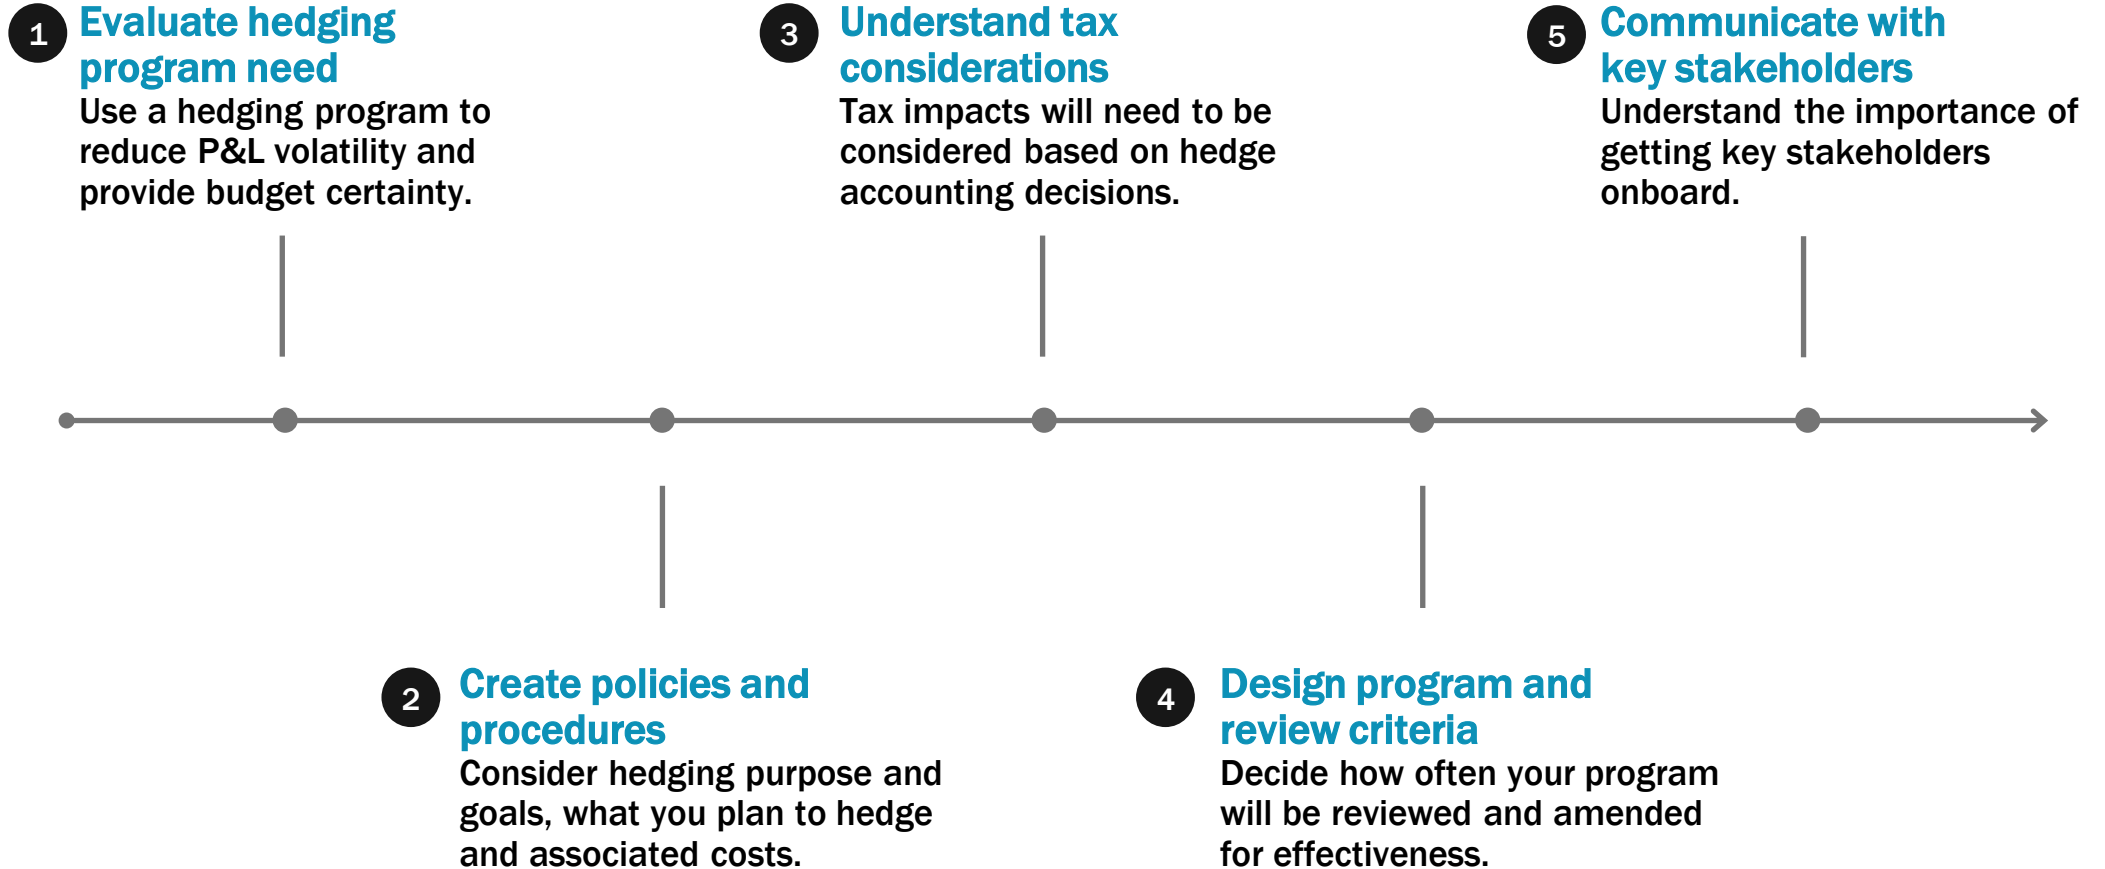 1
Evaluate hedging
program need
Use a hedging program to
reduce P&L volatility and
provide budget certainty.
2
Create policies and
procedures
Consider hedging purpose and
goals, what you plan to hedge
and associated costs.
3
Understand tax
considerations
Tax impacts will need to be
considered based on hedge
accounting decisions.
4
Design program and
review criteria
Decide how often your program
will be reviewed and amended
for effectiveness.
5
Communicate with
key stakeholders
Understand the importance of
getting key stakeholders
onboard.